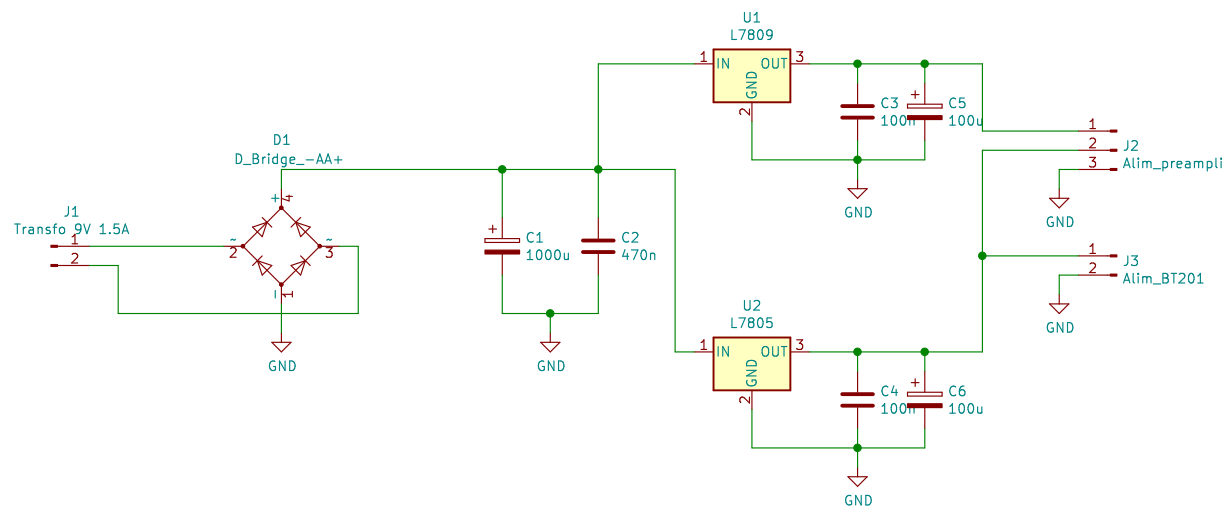 U1
L7809
1 IN OUT 3
GND
2
C3
100n
+
C5
100u
GND
1
2
3
J2
Alim_preampli
GND
D1
D_Bridge_-AA+
+
4
~
2
~
3
−
1
GND
J1
Transfo 9V 1.5A
1
2
+
C1
1000u
C2
470n
GND
1
2
J3
Alim_BT201
GND
U2
L7805
1 IN OUT 3
GND
2
C4
100n
+
C6
100u
GND